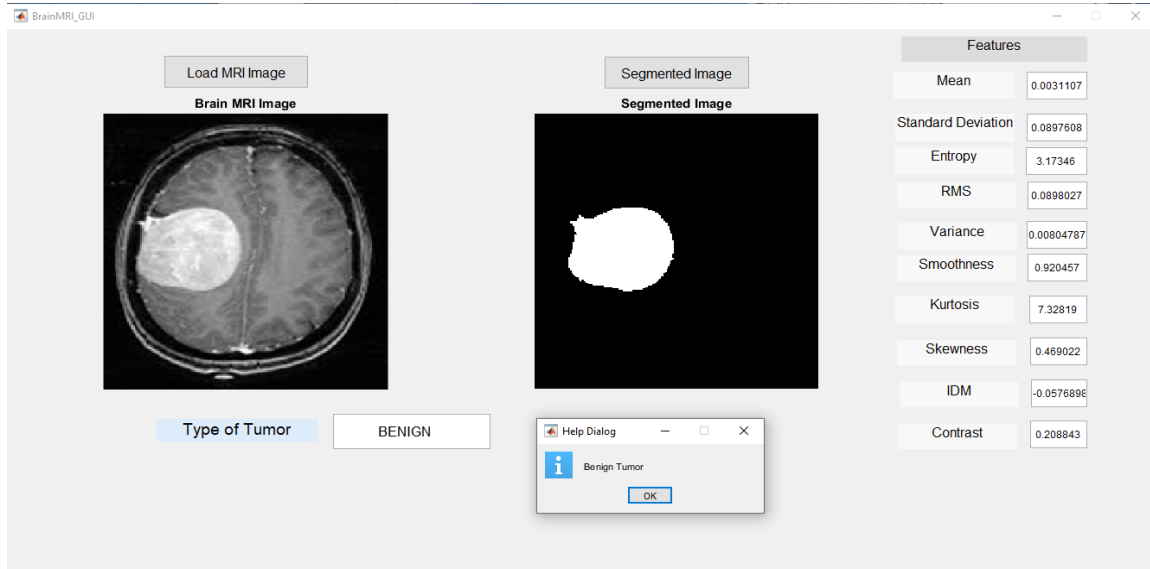 BrainMRI_GUI
Load MRI Image
Brain MRI Image
Segmented Image
Segmented Image
Features
Mean 0.0031107
Standard Deviation 0.0897608
Entropy 3.17346
RMS 0.0898027
Variance 0.00804787
Smoothness 0.920457
Kurtosis 7.32819
Skewness 0.469022
IDM -0.0576898
Contrast 0.208843
Type of Tumor BENIGN
Help Dialog
Benign Tumor
OK